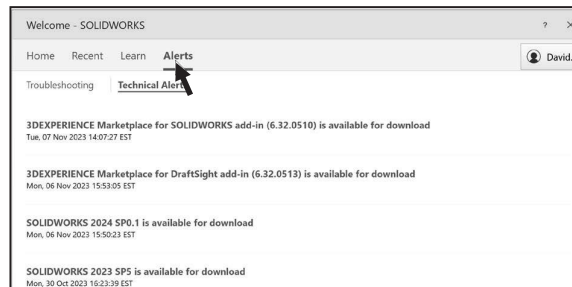 Welcome - SOLIDWORKS ?
Home Recent Learn Alerts David.
Troubleshooting Technical
3DEXPERIENCE Marketplace for SOLIDWORKS add-in (6.32.0510) is available for download
Tue, 07 Nov 2023 14:07:27 EST
3DEXPERIENCE Marketplace for DraftSight add-in (6.32.0513) is available for download
Mon, 06 Nov 2023 15:53:05 EST
SOLIDWORKS 2024 SP0.1 is available for download
Mon, 06 Nov 2023 15:50:23 EST
SOLIDWORKS 2023 SP5 is available for download
Mon, 30 Oct 2023 16:23:39 EST